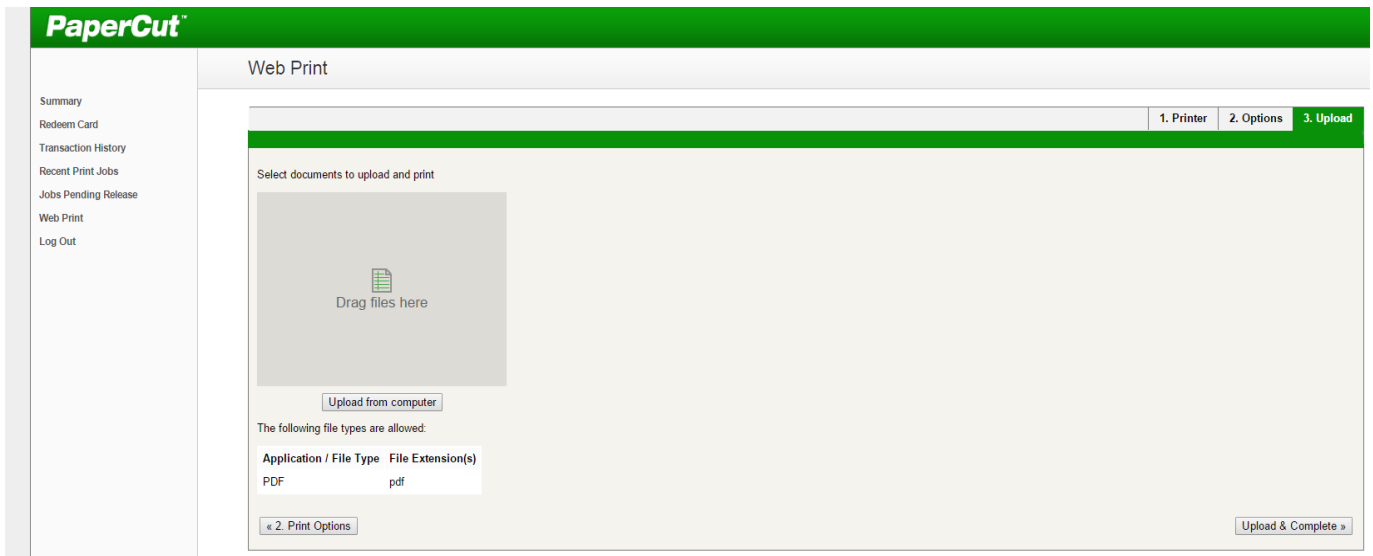 PaperCut™
Web Print
Summary
Redeem Card
Transaction History
Recent Print Jobs
Jobs Pending Release
Web Print
Log Out
1. Printer 2. Options 3. Upload
Select documents to upload and print
Drag files here
Upload from computer
The following file types are allowed:
Application / File Type File Extension(s)
PDF pdf
« 2. Print Options Upload & Complete »